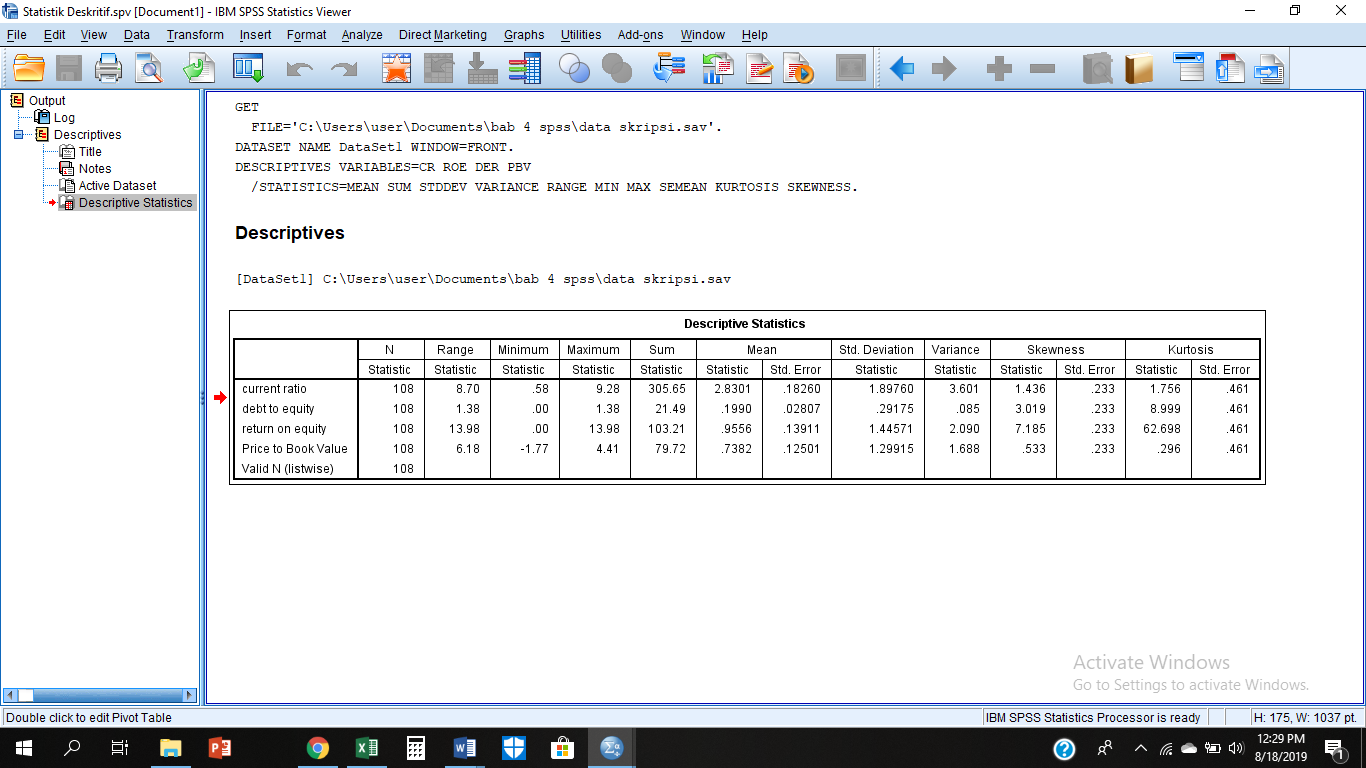 Statistik Deskritif.spv [Document1] - IBM SPSS Statistics Viewer
File Edit View Data Transform Insert Format Analyze Direct Marketing Graphs Utilities Add-ons Window Help
Output
Log
Descriptives
Title
Notes
Active Dataset
Descriptive Statistics
GET
FILE='C:\Users\user\Documents\bab 4 spss\data skripsi.sav'.
DATASET NAME DataSet1 WINDOW=FRONT.
DESCRIPTIVES VARIABLES=CR ROE DER PBV
/STATISTICS=MEAN SUM STDDEV VARIANCE RANGE MIN MAX SEMEAN KURTOSIS SKEWNESS.
Descriptives
[DataSet1] C:\Users\user\Documents\bab 4 spss\data skripsi.sav
Descriptive Statistics
N Range Minimum Maximum Sum Mean Std. Deviation Variance Skewness Kurtosis
Statistic Statistic Statistic Statistic Statistic Statistic Std. Error Statistic Statistic Statistic Std. Error Statistic Std. Error
current ratio 108 8.70 .58 9.28 305.65 2.8301 .18260 1.89760 3.601 1.436 .233 1.756 .461
debt to equity 108 1.38 .00 1.38 21.49 .1990 .02807 .29175 .085 3.019 .233 8.999 .461
return on equity 108 13.98 .00 13.98 103.21 .9556 .13911 1.44571 2.090 7.185 .233 62.698 .461
Price to Book Value 108 6.18 -1.77 4.41 79.72 .7382 .12501 1.29915 1.688 .533 .233 .296 .461
Valid N (listwise) 108
Activate Windows
Go to Settings to activate Windows.
Double click to edit Pivot Table
IBM SPSS Statistics Processor is ready
H: 175, W: 1037 pt.
12:29 PM
8/18/2019
1